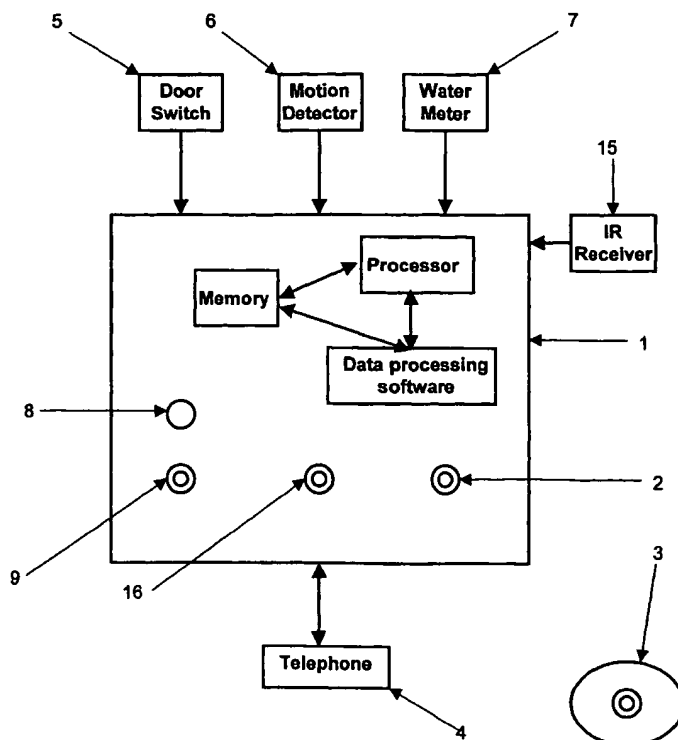 5
6
7
Door
Switch
Motion
Detector
Water
Meter
15
IR
Receiver
Processor
Memory
1
Data processing
software
8
2
9
16
3
Telephone
4